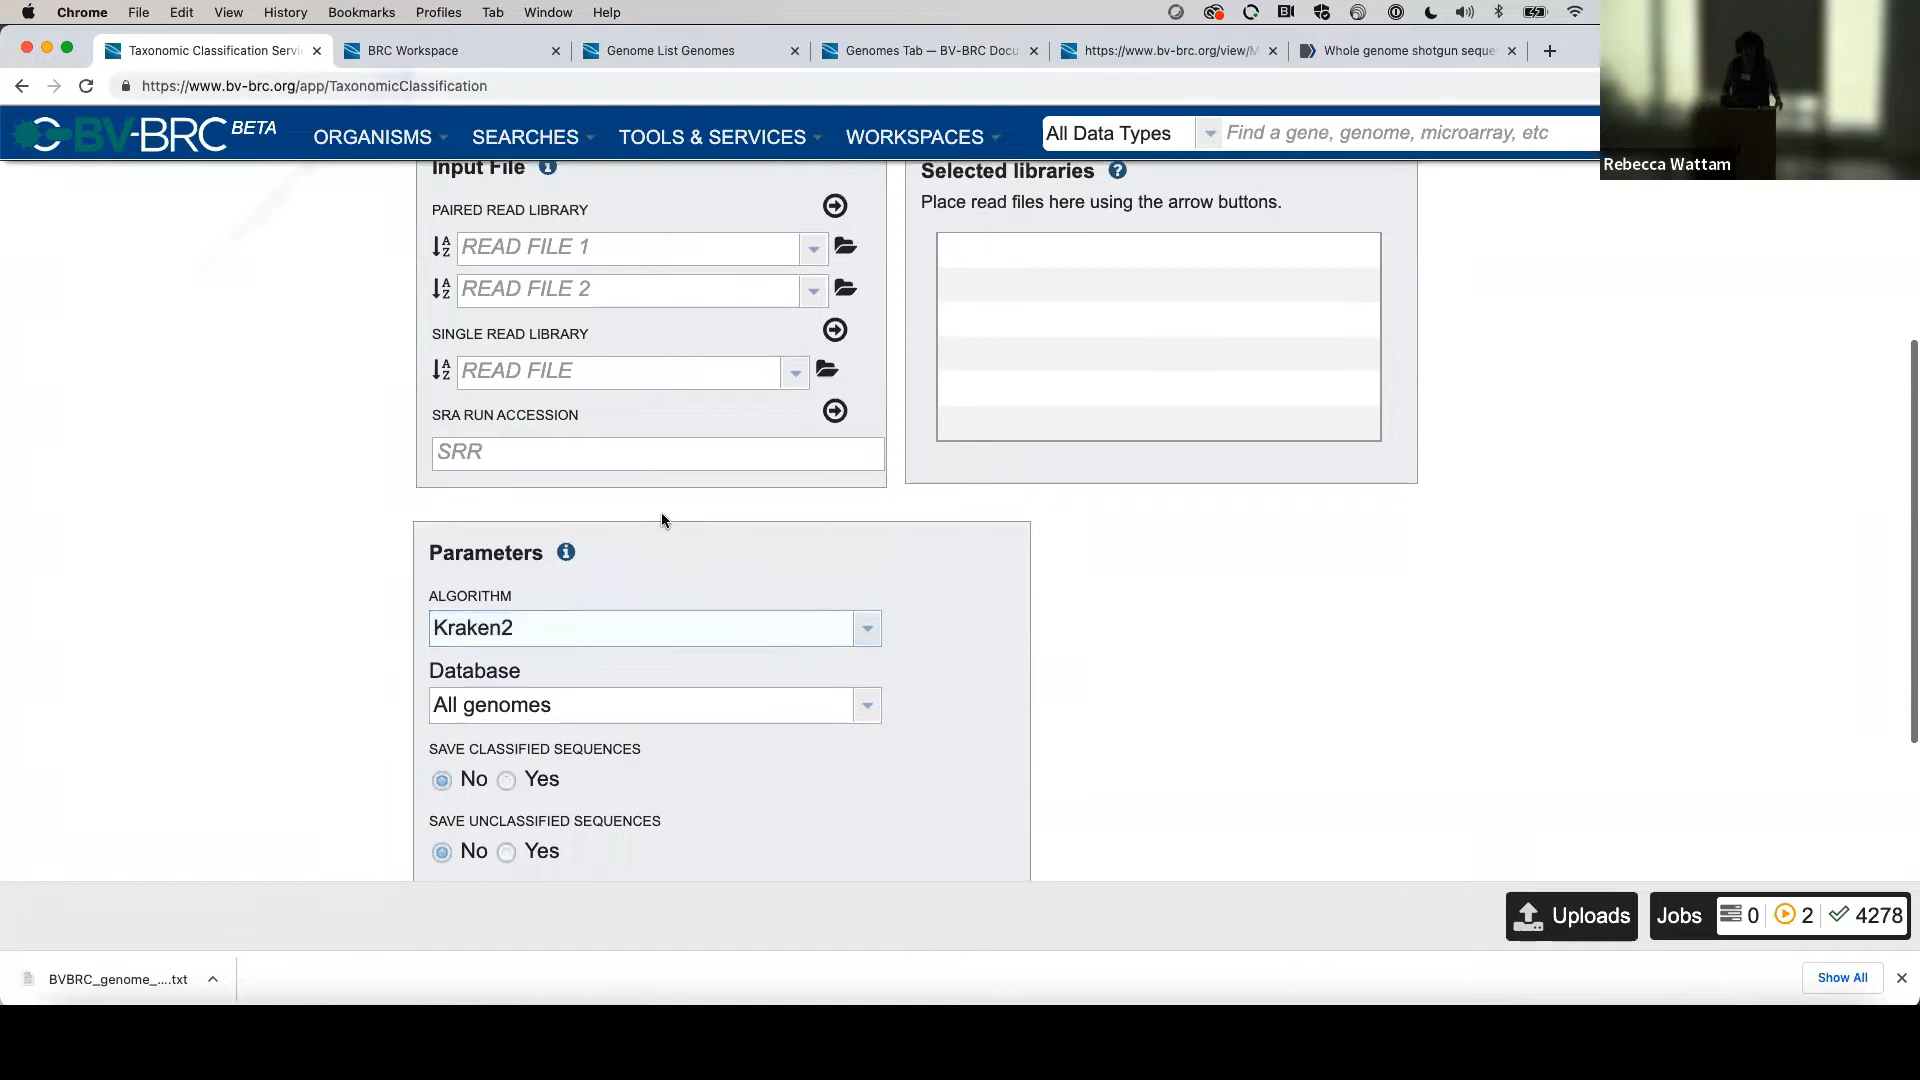 Chrome File Edit View History Bookmarks Profiles Tab Window Help
Taxonomic Classification Servi BRC Workspace Genome List Genomes Genomes Tab — BV-BRC Docu https://www.bv-brc.org/view/M Whole genome shotgun seque
https://www.bv-brc.org/app/TaxonomicClassification
BV-BRC BETA ORGANISMS SEARCHES TOOLS & SERVICES WORKSPACES All Data Types Find a gene, genome, microarray, etc
Rebecca Wattam
Input File
PAIRED READ LIBRARY
READ FILE 1
READ FILE 2
SINGLE READ LIBRARY
READ FILE
SRA RUN ACCESSION
SRR
Selected libraries
Place read files here using the arrow buttons.
Parameters
ALGORITHM
Kraken2
Database
All genomes
SAVE CLASSIFIED SEQUENCES
No Yes
SAVE UNCLASSIFIED SEQUENCES
No Yes
Uploads Jobs 0 2 4278
BVBRC_genome_....txt Show All